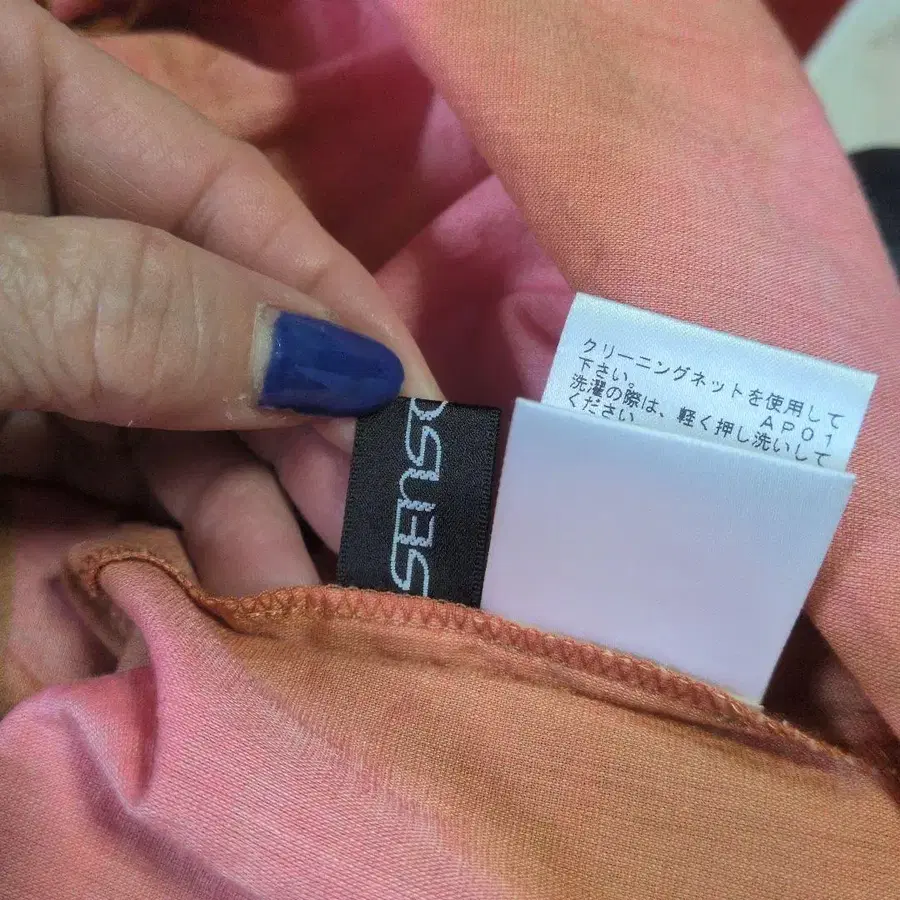 クリーニングネットを使用して
下さい。 AP01
洗濯の際は、軽く押し洗いして
ください